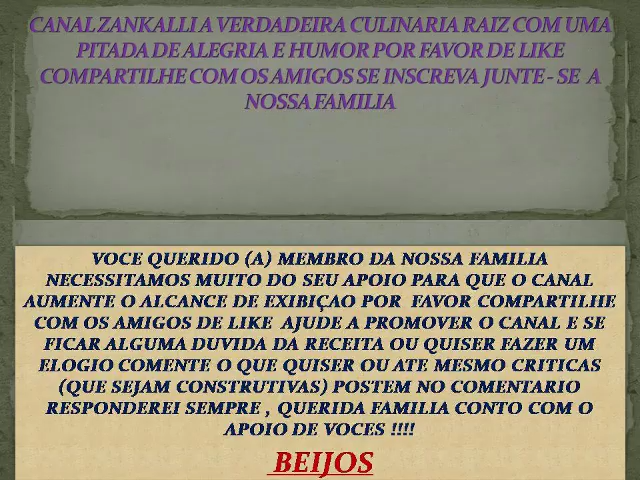 CANAL ZANKALLI A VERDADEIRA CULINARIA RAIZ COM UMA
PITADA DE ALEGRIA E HUMOR POR FAVOR DE LIKE
COMPARTILHE COM OS AMIGOS SE INSCREVA JUNTE - SE A
NOSSA FAMILIA
VOCE QUERIDO (A) MEMBRO DA NOSSA FAMILIA
NECESSITAMOS MUITO DO SEU APOIO PARA QUE O CANAL
AUMENTE O ALCANCE DE EXIBIÇAO POR FAVOR COMPARTILHE
COM OS AMIGOS DE LIKE AJUDE A PROMOVER O CANAL E SE
FICAR ALGUMA DUVIDA DA RECEITA OU QUISER FAZER UM
ELOGIO COMENTE O QUE QUISER OU ATE MESMO CRITICAS
(QUE SEJAM CONSTRUTIVAS) POSTEM NO COMENTARIO
RESPONDEREI SEMPRE , QUERIDA FAMILIA CONTO COM O
APOIO DE VOCES !!!!
BEIJOS